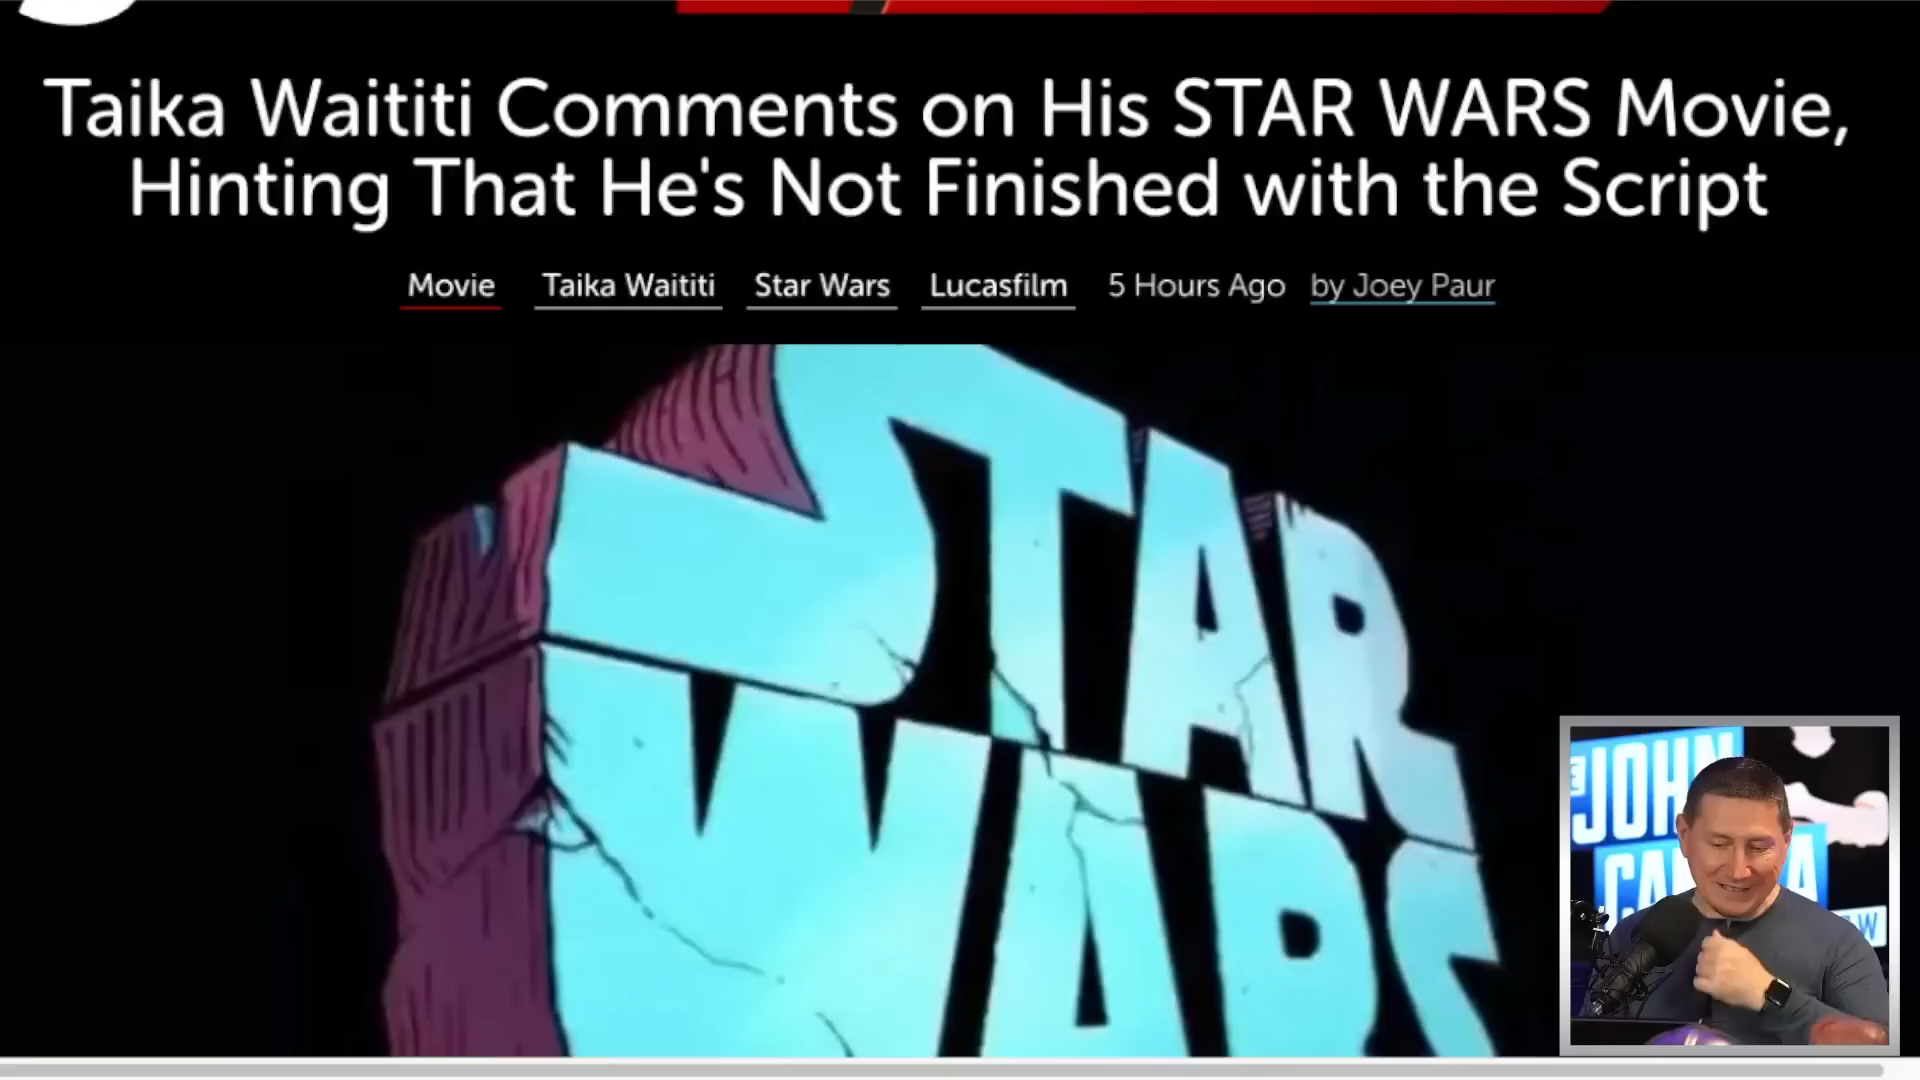 Taika Waititi Comments on His STAR WARS Movie,
Hinting That He's Not Finished with the Script
Movie Taika Waititi Star Wars Lucasfilm 5 Hours Ago by Joey Paur
STAR
WARS
JOHN